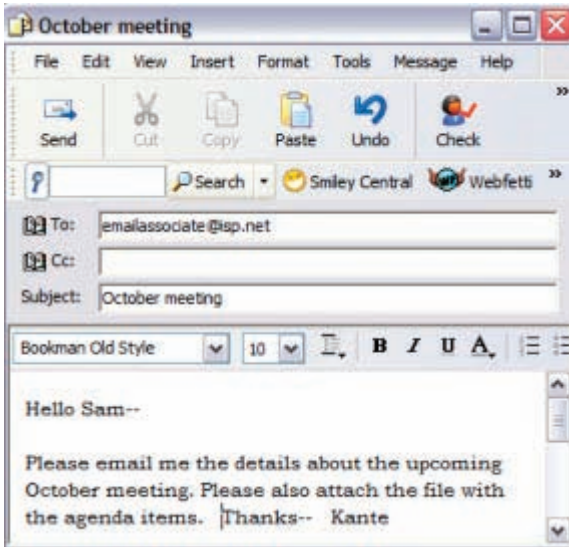 October meeting
File Edit View Insert Format Tools Message Help
Send Cut Copy Paste Undo Check
Search Smiley Central Webfetti
To: emailassociate@isp.net
Cc:
Subject: October meeting
Bookman Old Style 10 B I U A
Hello Sam--
Please email me the details about the upcoming
October meeting. Please also attach the file with
the agenda items. Thanks-- Kante